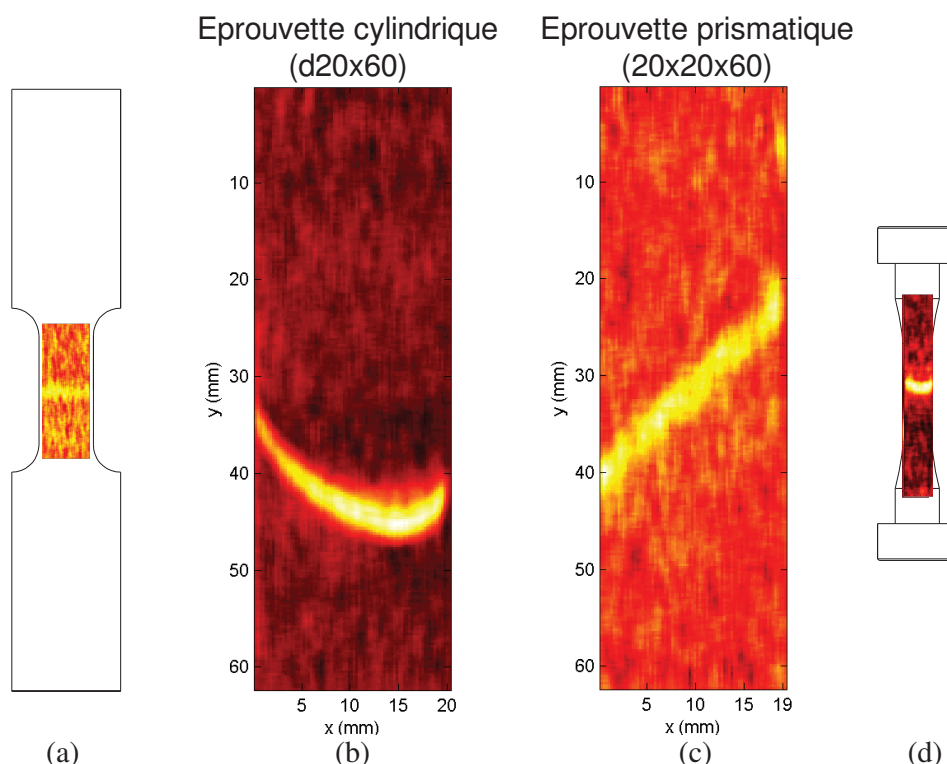 Eprouvette cylindrique
(d20x60)
Eprouvette prismatique
(20x20x60)
10
20
30
40
50
60
y (mm)
5
10
15
20
x (mm)
10
20
30
40
50
60
y (mm)
5
10
15
19
x (mm)
(a)
(b)
(c)
(d)